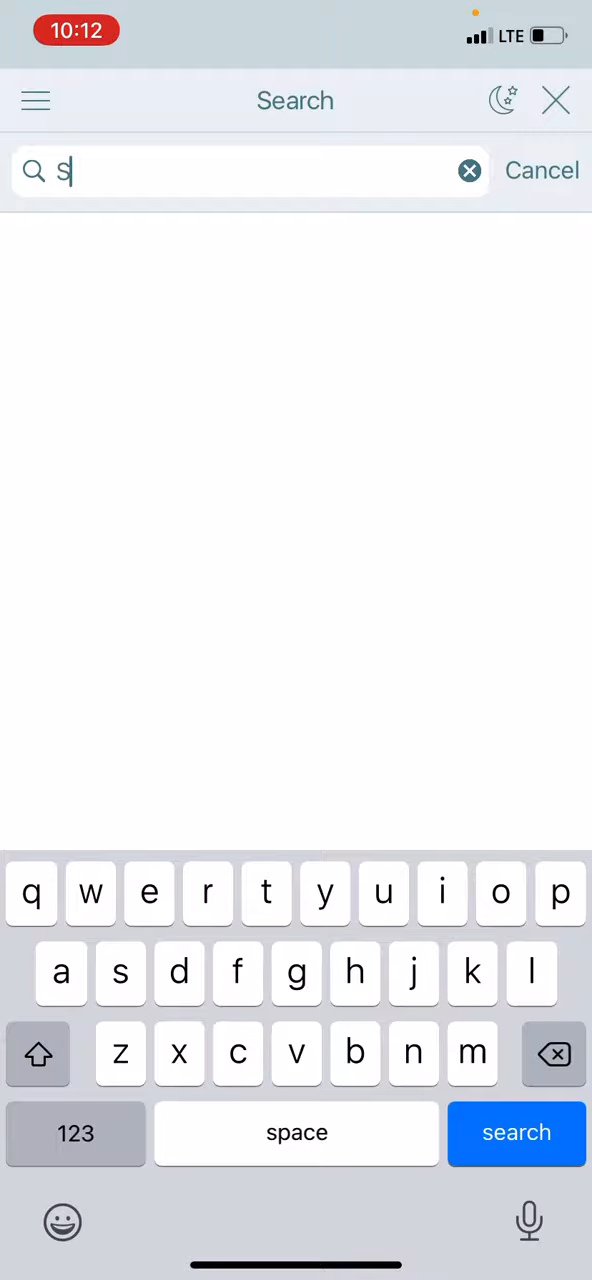 10:12
LTE
Search
S
Cancel
q w e r t y u i o p
a s d f g h j k l
z x c v b n m
123 space search